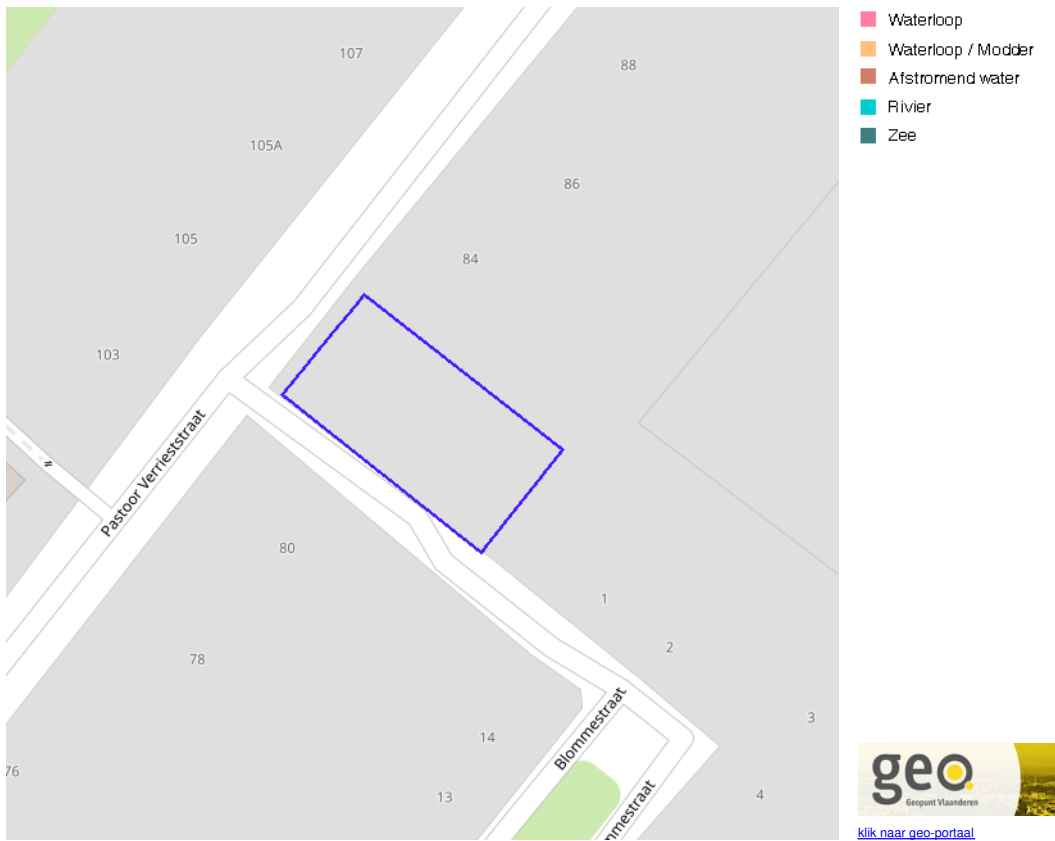 107
88
105A
86
105
84
103
Pastoor Verrieststraat
80
1
78
2
3
14
Blommestraat
76
13
4
mmestraat
Waterloop
Waterloop / Modder
Afstromend water
Rivier
Zee
geo.
Geopunt Vlaanderen
klik naar geo-portaal